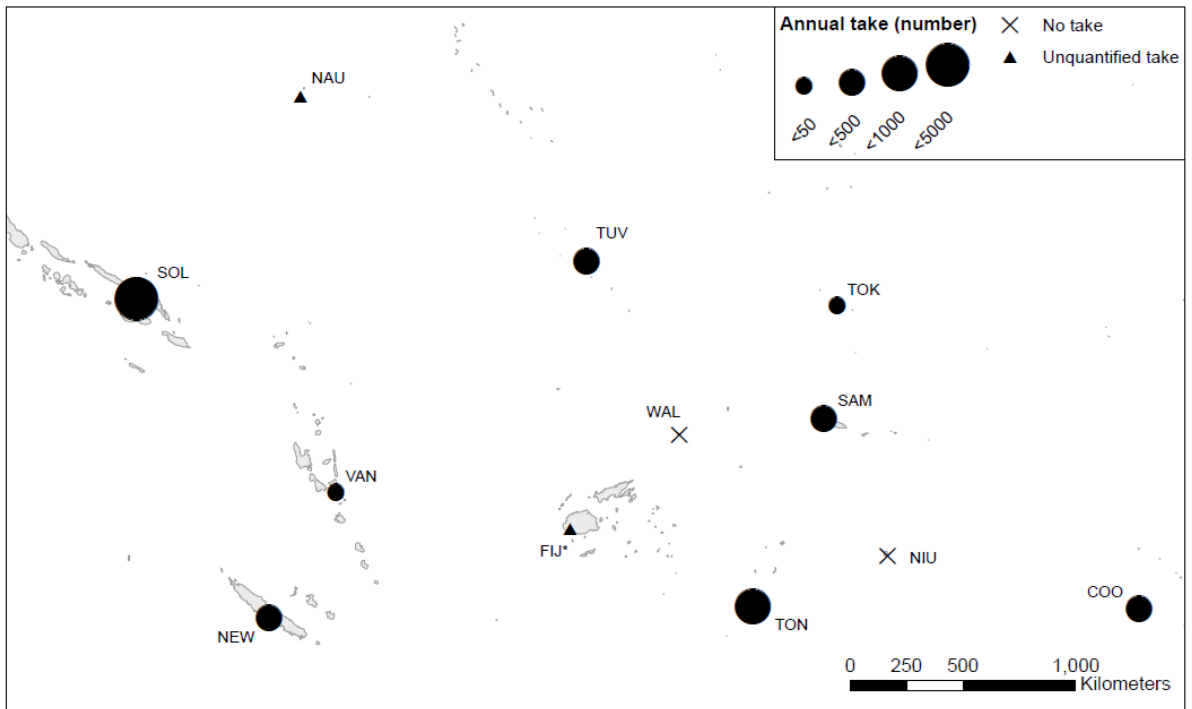 Annual take (number)
No take
Unquantified take
<50
<500
<1000
<5000
NAU
TUV
SOL
TOK
SAM
WAL
VAN
FIJ*
NIU
COO
TON
NEW
0 250 500 1,000
Kilometers